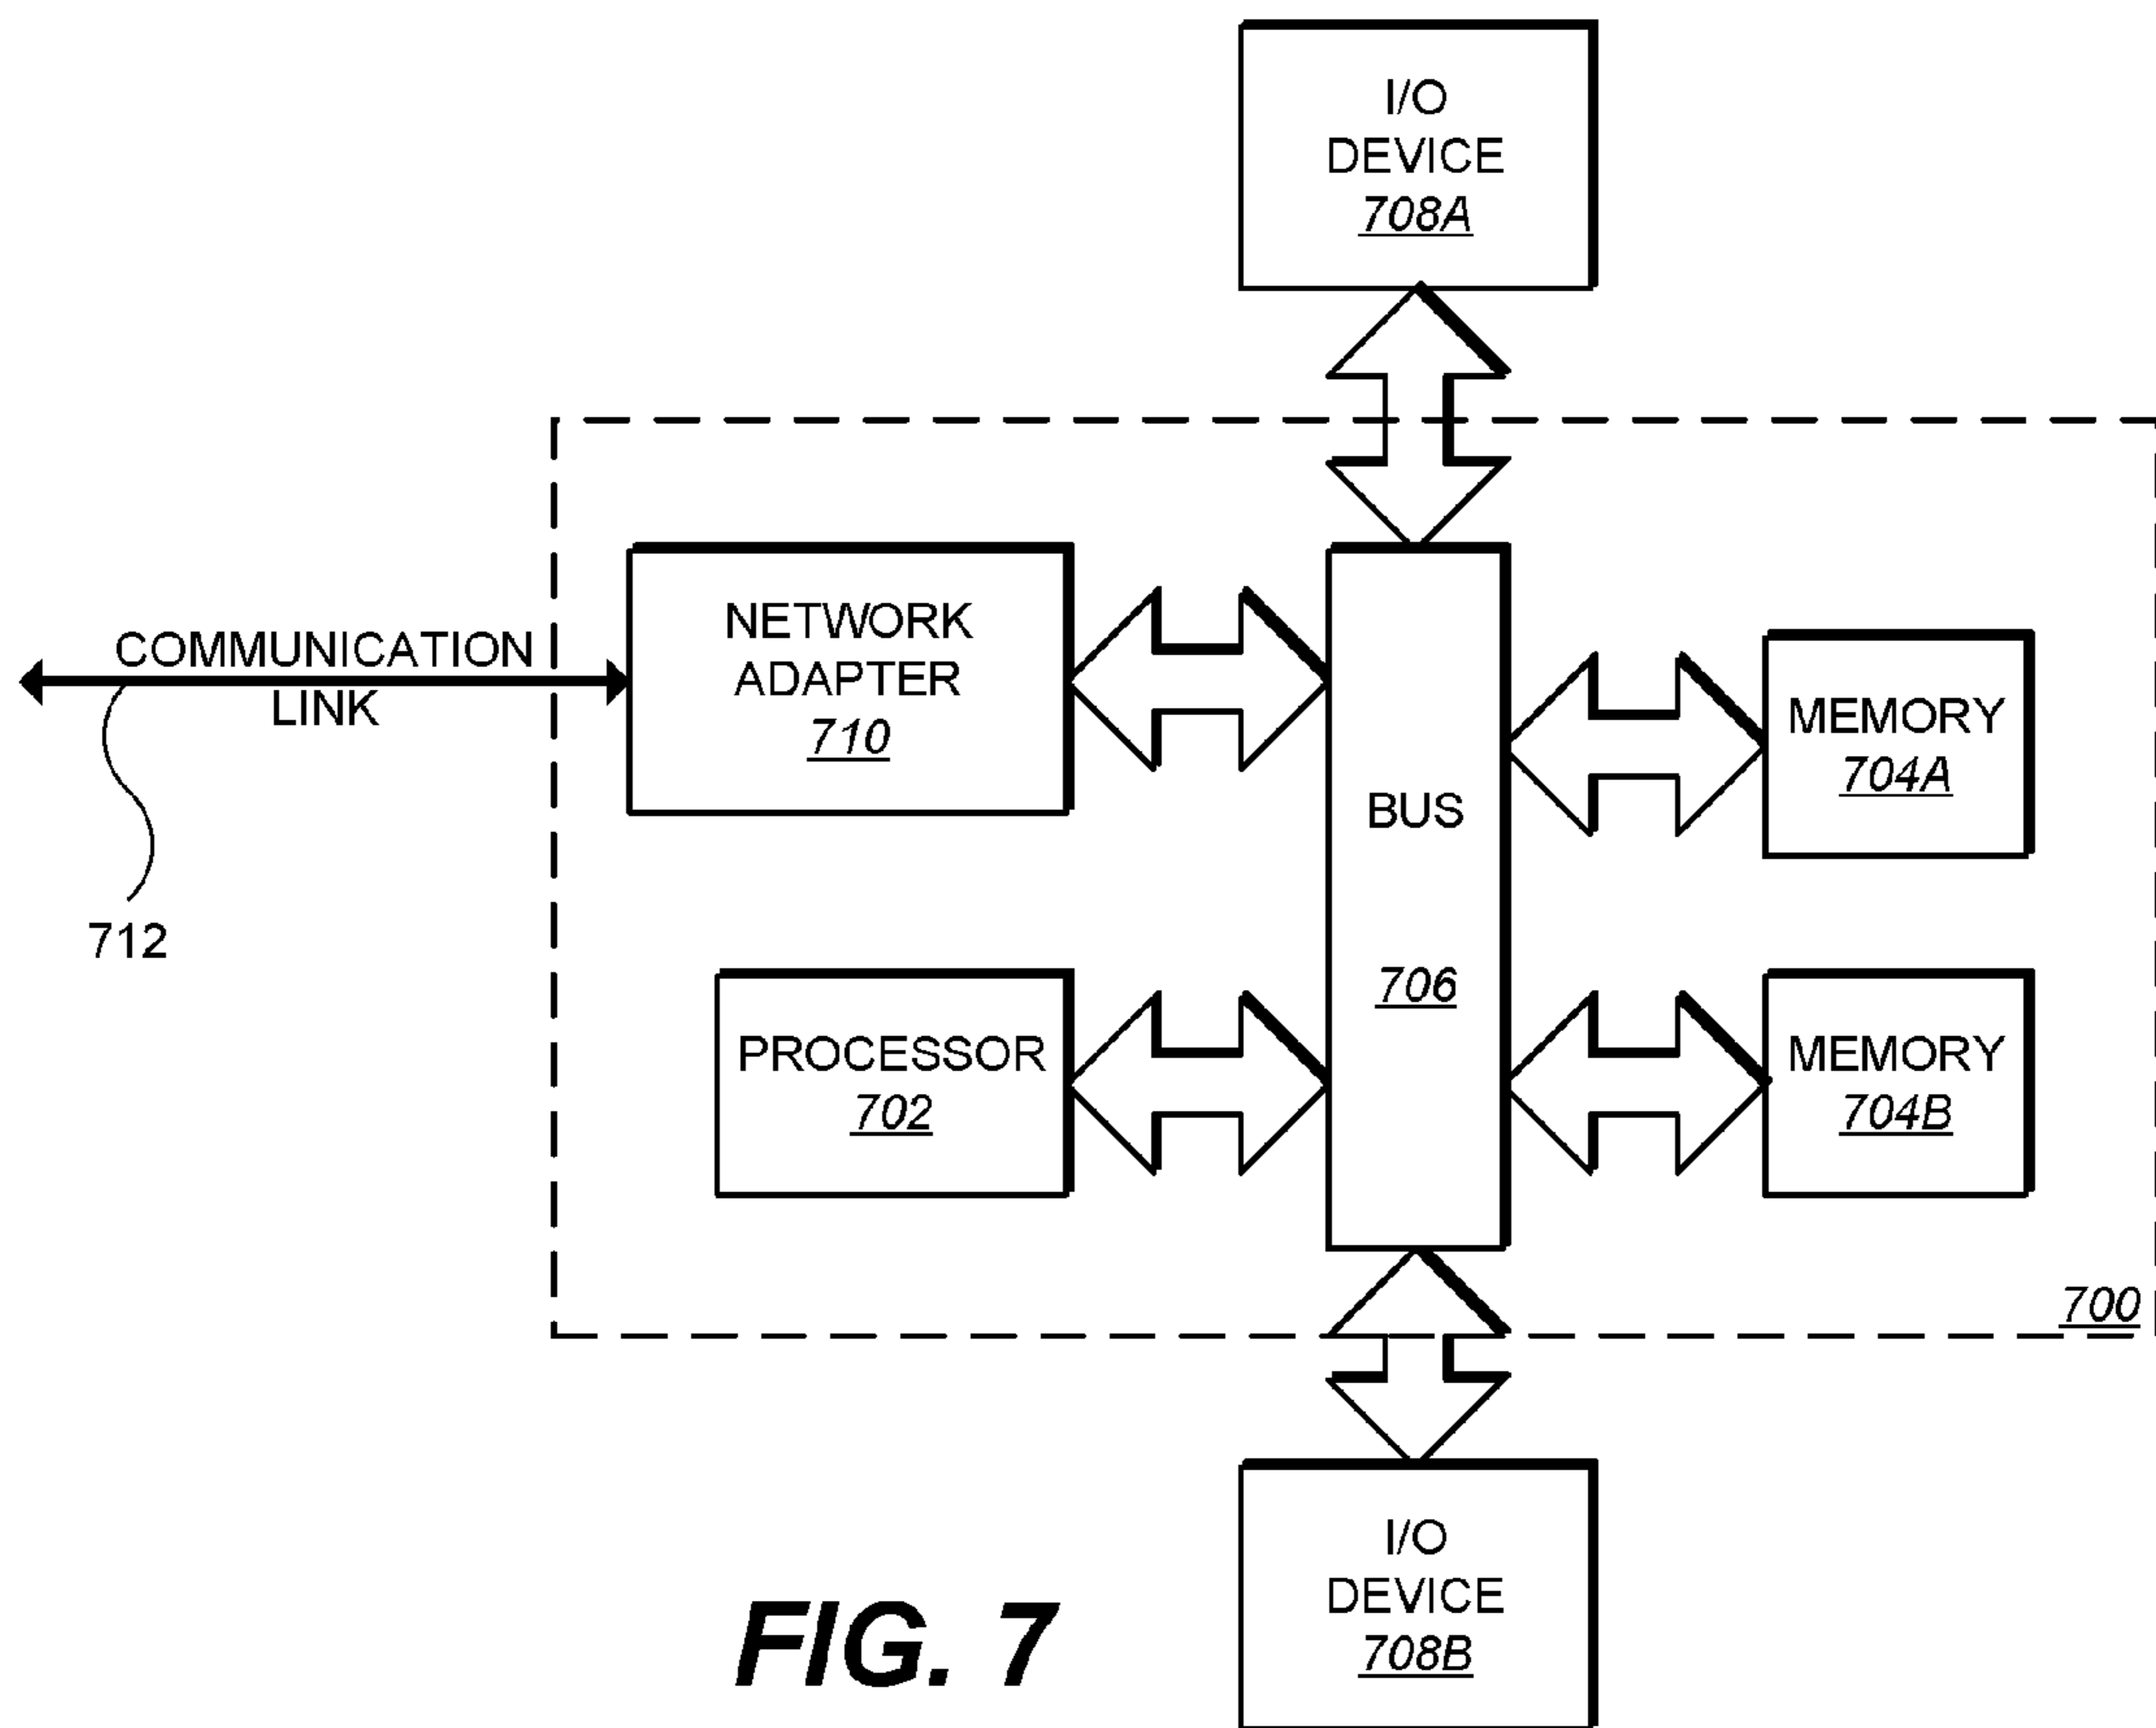 I/O
DEVICE
708A
COMMUNICATION
LINK
712
NETWORK
ADAPTER
710
BUS
706
MEMORY
704A
PROCESSOR
702
MEMORY
704B
700
I/O
DEVICE
708B
FIG. 7